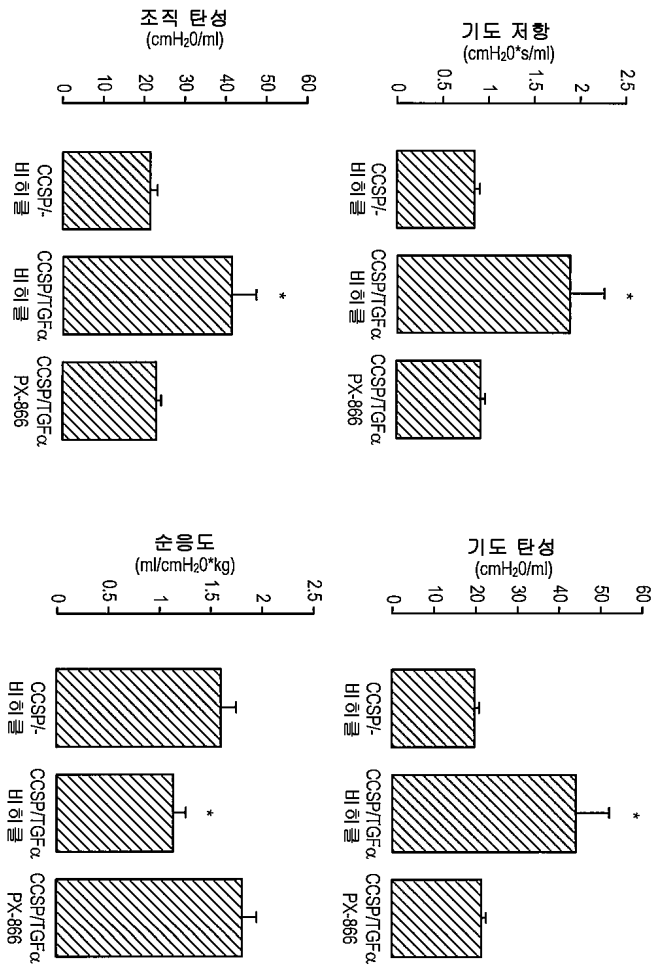 기도 저항
(cmH20*s/ml)
2.5
2
1.5
1
0.5
0
*
CCSP/-
비히클
CCSP/TGFα
비히클
CCSP/TGFα
PX-866
기도 탄성
(cmH20/ml)
60
50
40
30
20
10
0
*
CCSP/-
비히클
CCSP/TGFα
비히클
CCSP/TGFα
PX-866
조직 탄성
(cmH20/ml)
60
50
40
30
20
10
0
*
CCSP/-
비히클
CCSP/TGFα
비히클
CCSP/TGFα
PX-866
순응도
(ml/cmH20*kg)
2.5
2
1.5
1
0.5
0
*
CCSP/-
비히클
CCSP/TGFα
비히클
CCSP/TGFα
PX-866